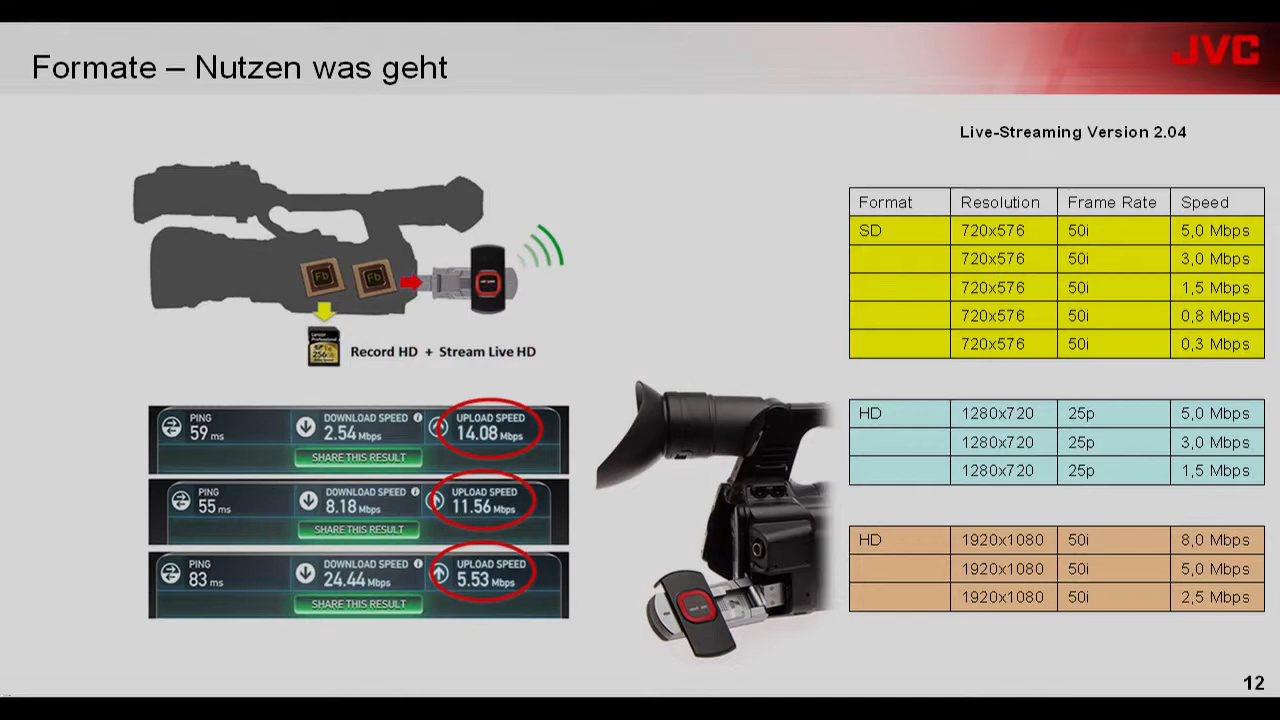 Formate – Nutzen was geht
JVC
Live-Streaming Version 2.04
Fb
Fb
Record HD + Stream Live HD
PING
59 ms
DOWNLOAD SPEED
2.54 Mbps
UPLOAD SPEED
14.08 Mbps
SHARE THIS RESULT
PING
55 ms
DOWNLOAD SPEED
8.18 Mbps
UPLOAD SPEED
11.56 Mbps
SHARE THIS RESULT
PING
83 ms
DOWNLOAD SPEED
24.44 Mbps
UPLOAD SPEED
5.53 Mbps
SHARE THIS RESULT
Format Resolution Frame Rate Speed
SD 720x576 50i 5,0 Mbps
720x576 50i 3,0 Mbps
720x576 50i 1,5 Mbps
720x576 50i 0,8 Mbps
720x576 50i 0,3 Mbps
HD 1280x720 25p 5,0 Mbps
1280x720 25p 3,0 Mbps
1280x720 25p 1,5 Mbps
HD 1920x1080 50i 8,0 Mbps
1920x1080 50i 5,0 Mbps
1920x1080 50i 2,5 Mbps
12